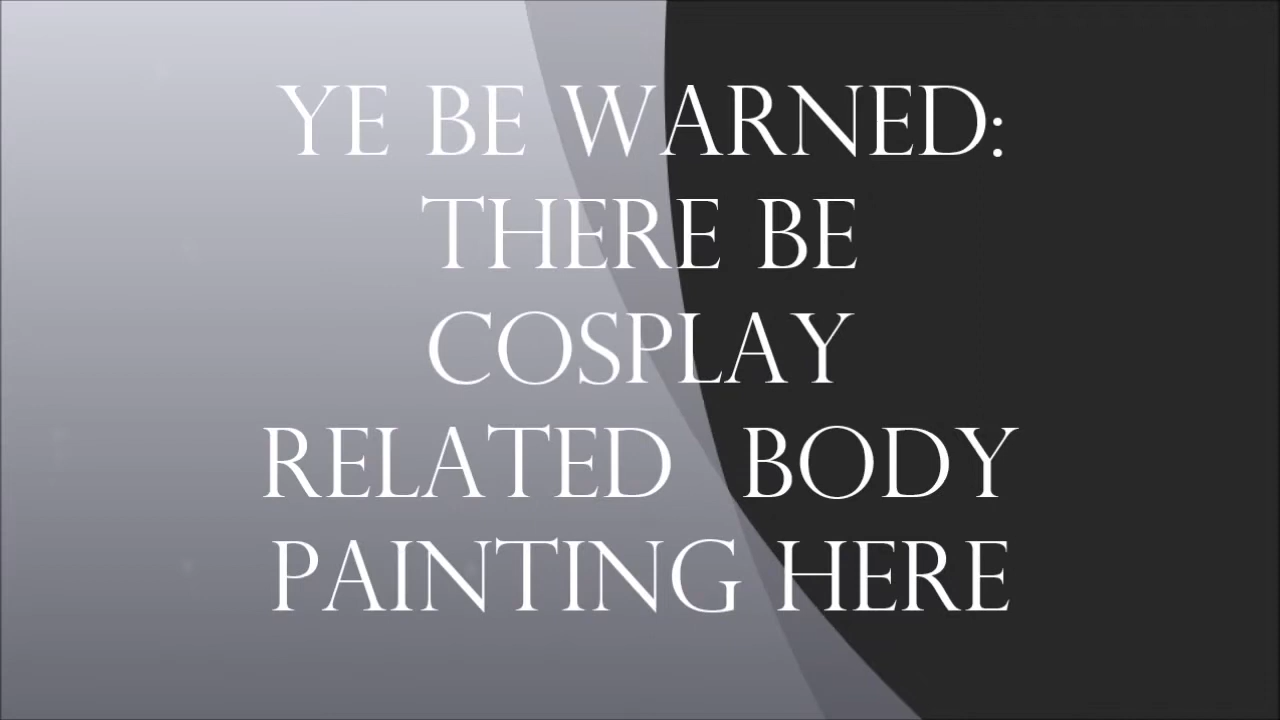 YE BE WARNED:
THERE BE
COSPLAY
RELATED  BODY
PAINTING HERE